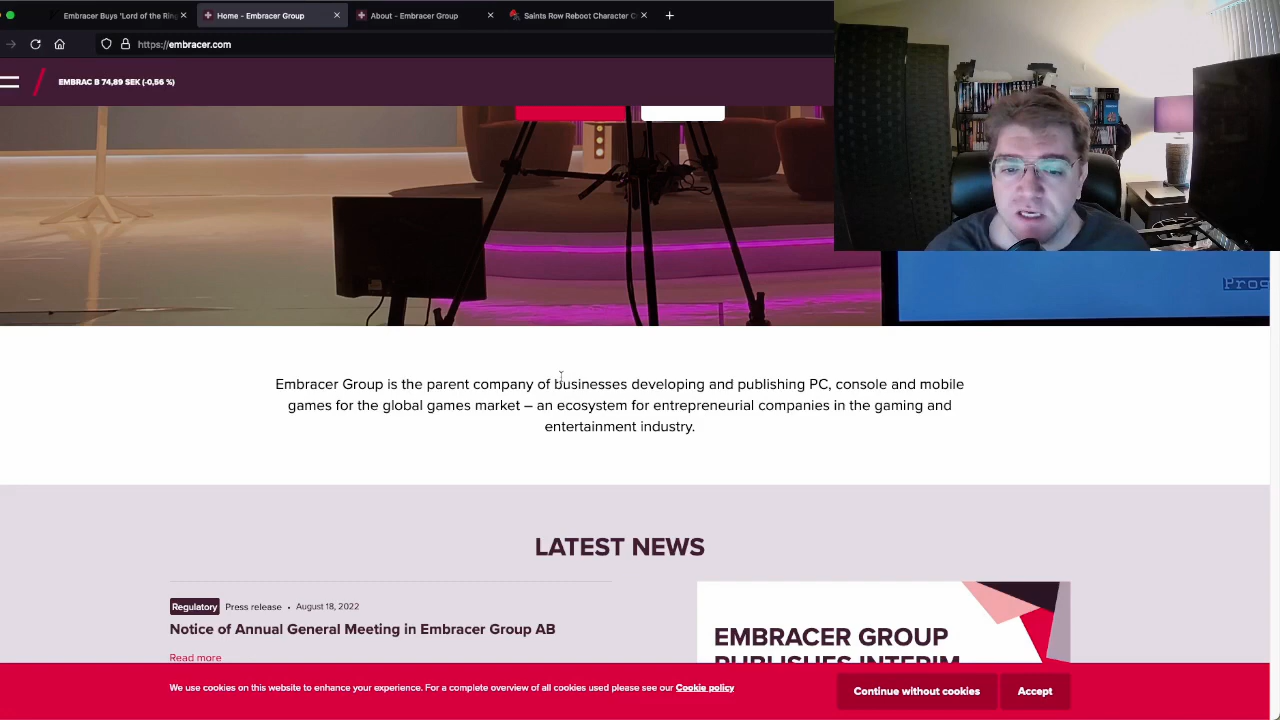 Embracer Buys 'Lord of the Ring
Home - Embracer Group
About - Embracer Group
Saints Row Reboot Character C
https://embracer.com
EMBRAC B 74,89 SEK (-0,56 %)
Prog
Embracer Group is the parent company of businesses developing and publishing PC, console and mobile
games for the global games market – an ecosystem for entrepreneurial companies in the gaming and
entertainment industry.
LATEST NEWS
Regulatory Press release • August 18, 2022
Notice of Annual General Meeting in Embracer Group AB
Read more
EMBRACER GROUP
PUBLISHES INTERIM
We use cookies on this website to enhance your experience. For a complete overview of all cookies used please see our Cookie policy
Continue without cookies
Accept